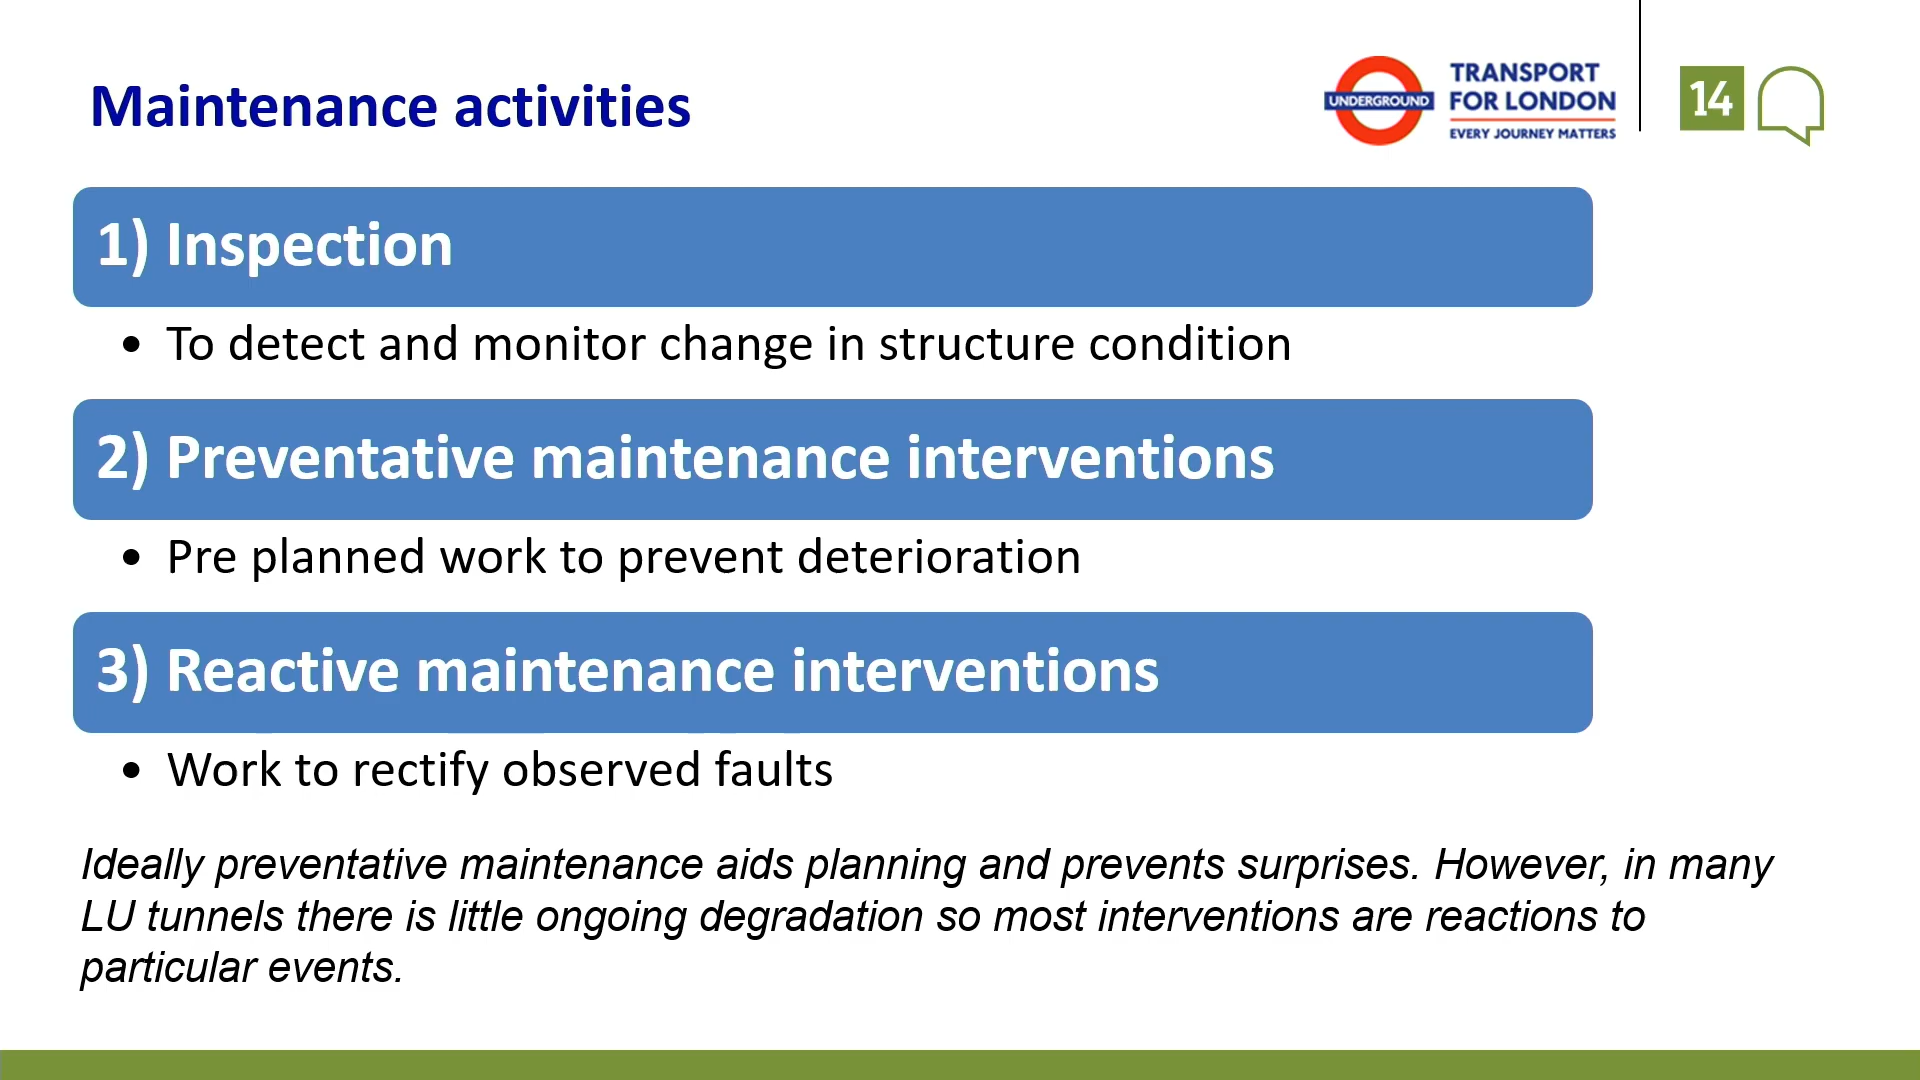 Maintenance activities
UNDERGROUND
TRANSPORT
FOR LONDON
EVERY JOURNEY MATTERS
14
1) Inspection
• To detect and monitor change in structure condition
2) Preventative maintenance interventions
• Pre planned work to prevent deterioration
3) Reactive maintenance interventions
• Work to rectify observed faults
Ideally preventative maintenance aids planning and prevents surprises. However, in many
LU tunnels there is little ongoing degradation so most interventions are reactions to
particular events.